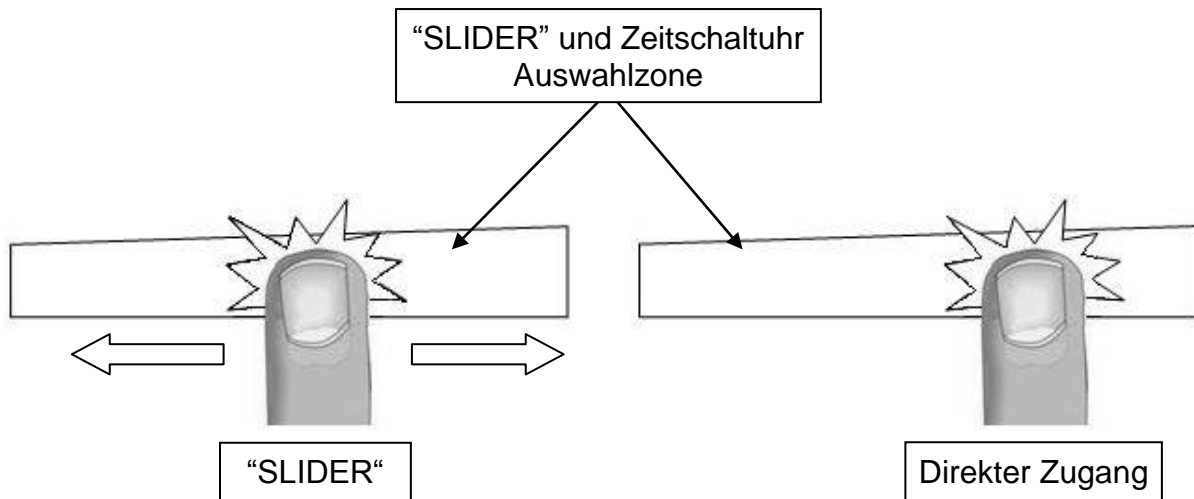 “SLIDER” und Zeitschaltuhr
Auswahlzone
“SLIDER“
Direkter Zugang